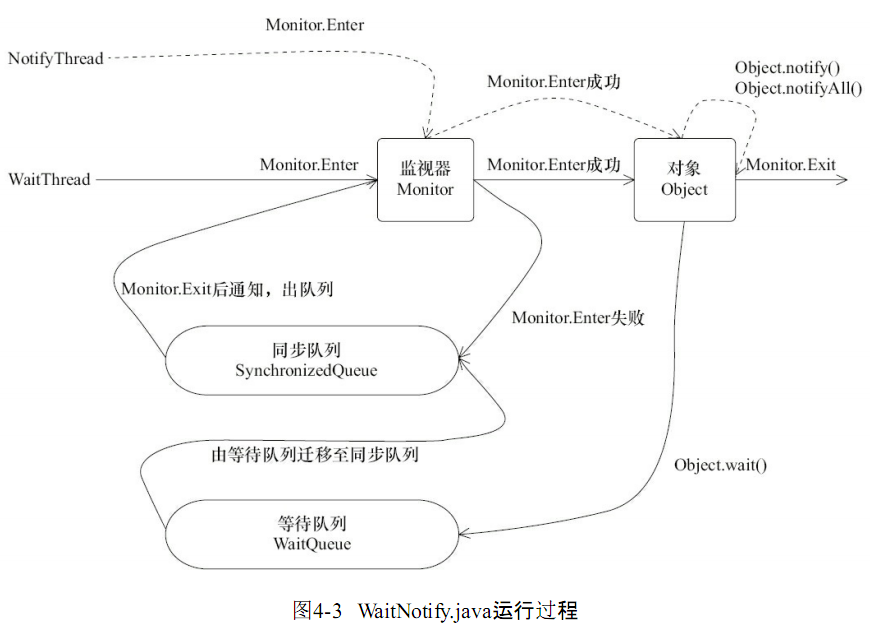 Monitor.Enter
NotifyThread
Monitor.Enter成功
Object.notify()
Object.notifyAll()
WaitThread
Monitor.Enter
监视器
Monitor
Monitor.Enter成功
对象
Object
Monitor.Exit
Monitor.Exit后通知，出队列
Monitor.Enter失败
同步队列
SynchronizedQueue
由等待队列迁移至同步队列
Object.wait()
等待队列
WaitQueue
图4-3 WaitNotify.java运行过程